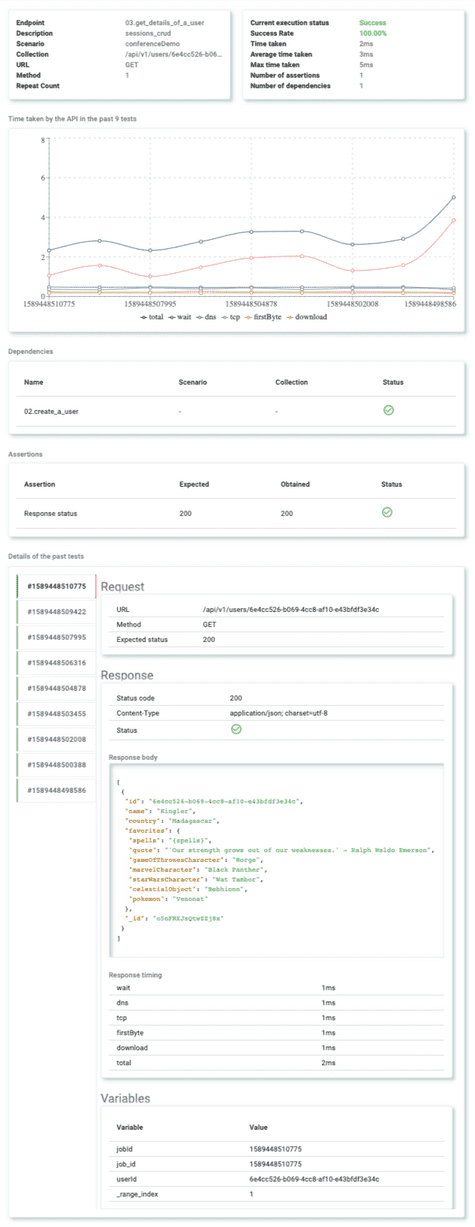 Endpoint 03.get_details_of_a_user
Description sessions_crud
Scenario conferenceDemo
Collection /api/v1/users/6e4cc526-b06...
URL GET
Method 1
Repeat Count
Current execution status Success
Success Rate 100.00%
Time taken 2ms
Average time taken 3ms
Max time taken 5ms
Number of assertions 1
Number of dependencies 1
Time taken by the API in the past 9 tests
8
6
4
2
0
1589448510775 1589448507995 1589448504878 1589448502008 1589448498586
total wait dns tcp firstByte download
Dependencies
Name Scenario Collection Status
02.create_a_user - -
Assertions
Assertion Expected Obtained Status
Response status 200 200
Details of the past tests
#1589448510775
#1589448509422
#1589448507995
#1589448506316
#1589448504878
#1589448503455
#1589448502008
#1589448500388
#1589448498586
Request
URL /api/v1/users/6e4cc526-b069-4cc8-af10-e43bfdf3e34c
Method GET
Expected status 200
Response
Status code 200
Content-Type application/json; charset=utf-8
Status
Response body
[
{
"id": "6e4cc526-b069-4cc8-af10-e43bfdf3e34c",
"name": "Kingler",
"country": "Madagascar",
"favorites": {
"spells": "{spells}",
"quote": "'Our strength grows out of our weaknesses.' - Ralph Waldo Emerson",
"gameOfThronesCharacter": "Merge",
"marvelCharacter": "Black Panther",
"starWarsCharacter": "Wat Tambor",
"celestialObject": "Bebhionn",
"pokemon": "Venonat"
},
"_id":
}
]
Response timing
wait 1ms
dns 1ms
tcp 1ms
firstByte 1ms
download 1ms
total 2ms
Variables
Variable Value
jobId 1589448510775
job_id 1589448510775
userId 6e4cc526-b069-4cc8-af10-e43bfdf3e34c
_range_index 1